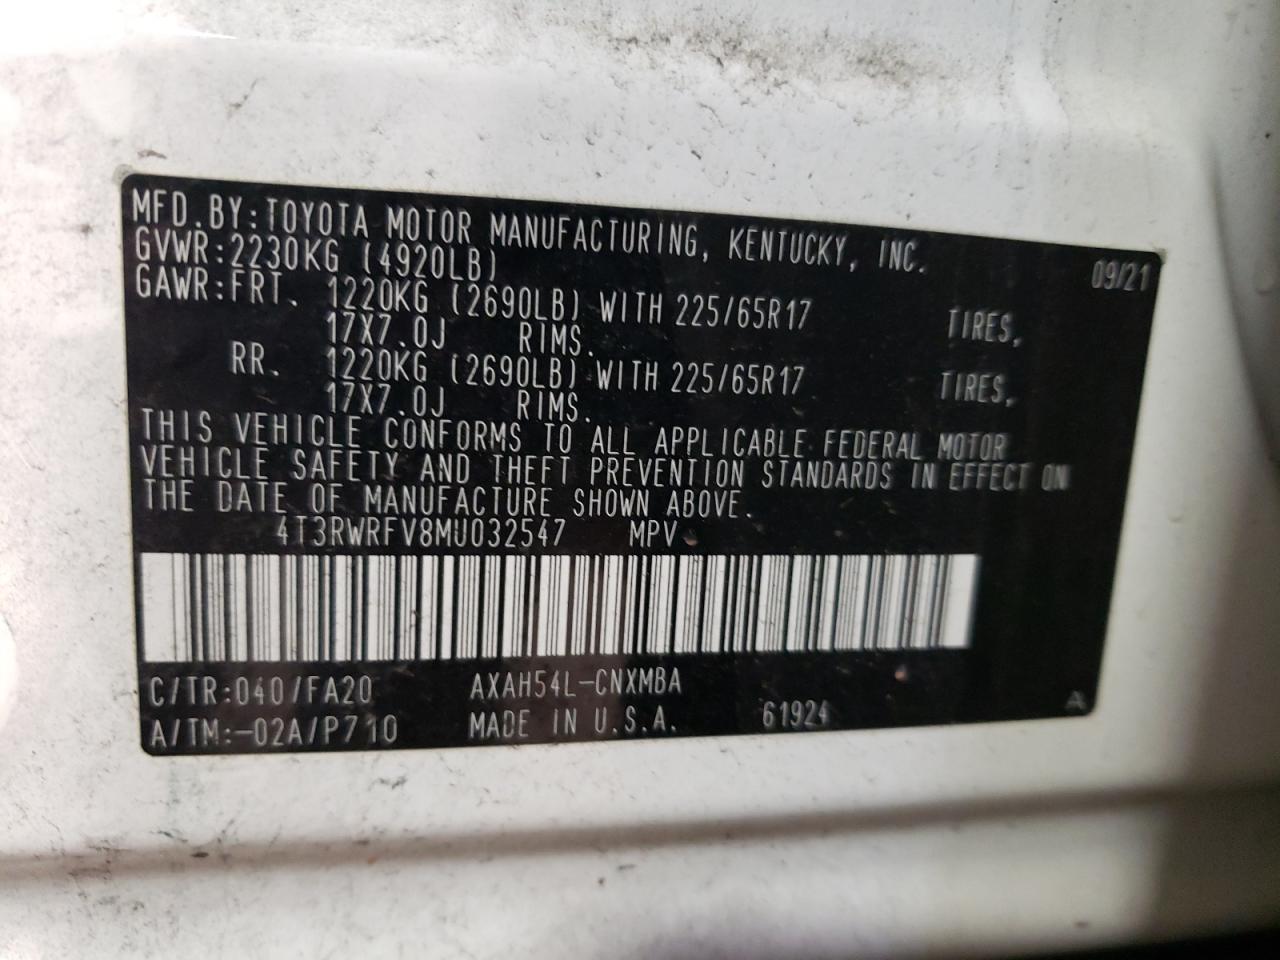 MFD.BY:TOYOTA MOTOR MANUFACTURING, KENTUCKY, INC.
GVWR:2230KG (4920LB) 09/21
GAWR:FRT. 1220KG (2690LB) WITH 225/65R17 TIRES,
17X7.0J RIMS.
RR. 1220KG (2690LB) WITH 225/65R17 TIRES,
17X7.0J RIMS.
THIS VEHICLE CONFORMS TO ALL APPLICABLE FEDERAL MOTOR
VEHICLE SAFETY AND THEFT PREVENTION STANDARDS IN EFFECT ON
THE DATE OF MANUFACTURE SHOWN ABOVE.
4T3RWRFV8MU032547 MPV
C/TR:040/FA20 AXAH54L-CNXMBA
A/TM:-02A/P710 MADE IN U.S.A. 61924 A